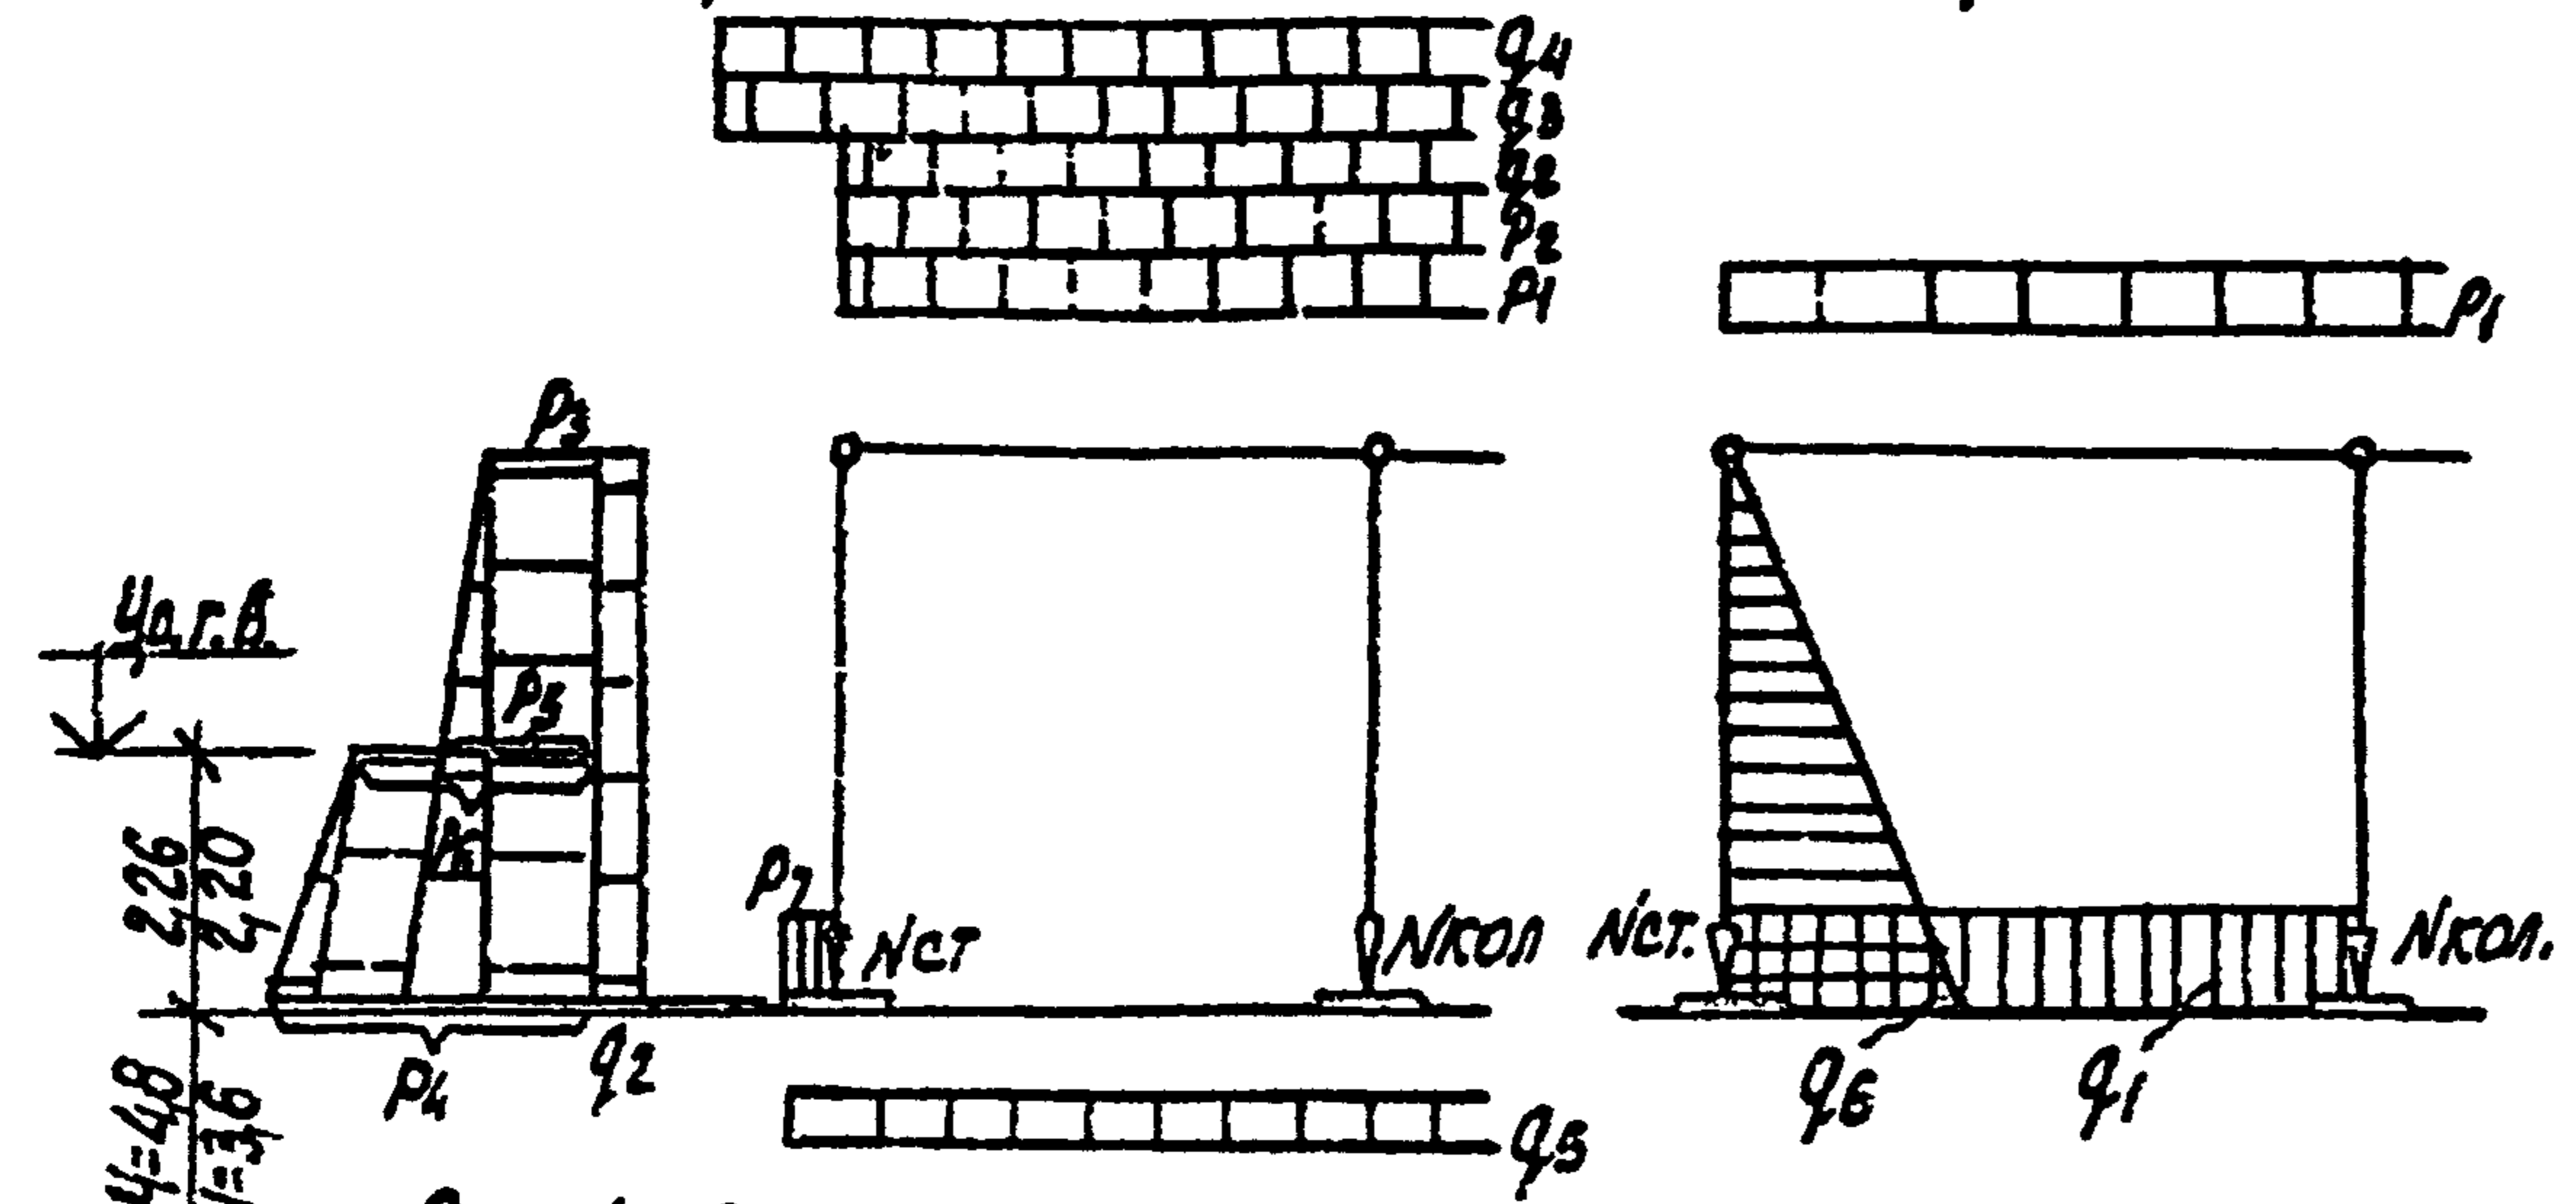 q4
q3
q2
P2
P1
P1
P3
Ур.г.в.
P5
2,26
2,20
P7
Nст
Nкол
Nст.
Nкол.
P4
q2
q6
q1
q5
Н=4,8
=3,6